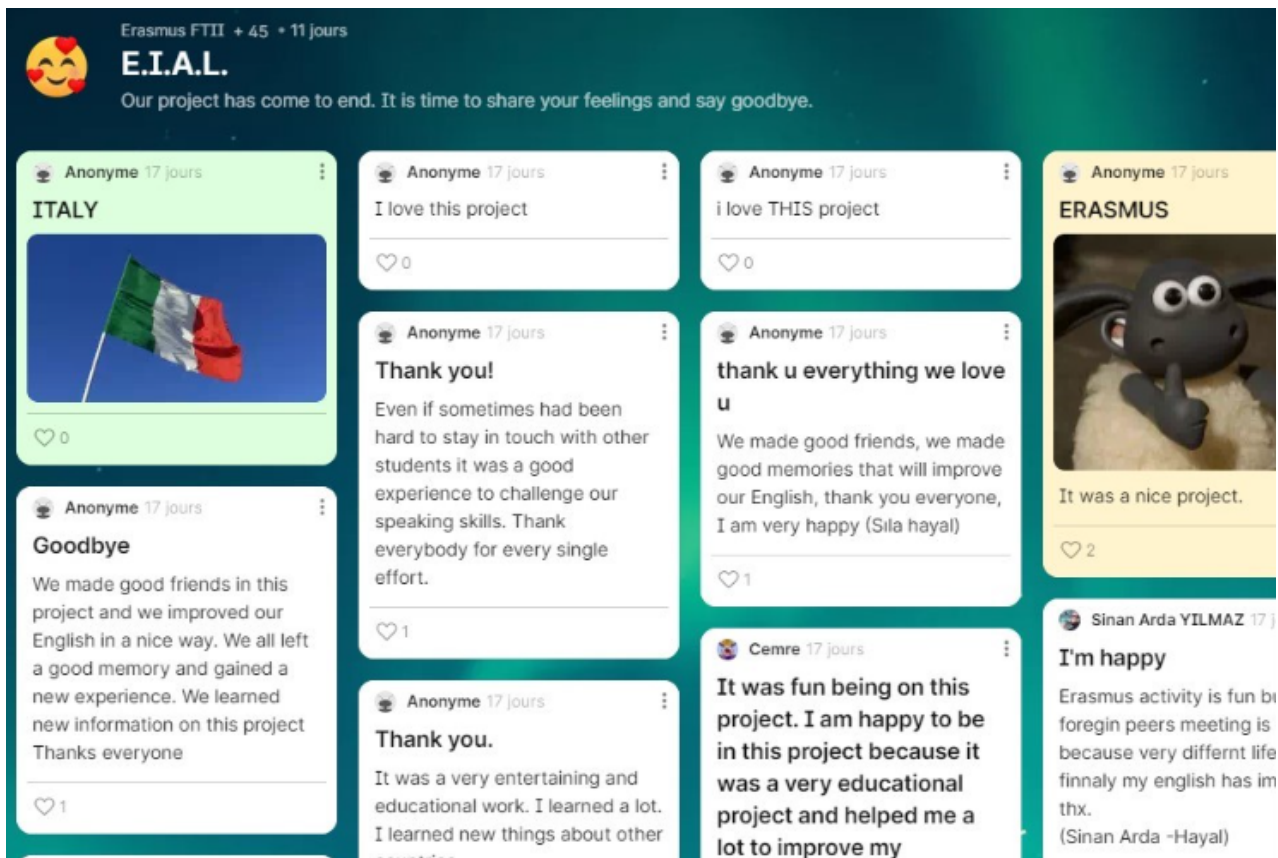 Erasmus FTII + 45 • 11 jours
E.I.A.L.
Our project has come to end. It is time to share your feelings and say goodbye.
Anonyme 17 jours
ITALY
0
Anonyme 17 jours
Goodbye
We made good friends in this
project and we improved our
English in a nice way. We all left
a good memory and gained a
new experience. We learned
new information on this project
Thanks everyone
1
Anonyme 17 jours
I love this project
0
Anonyme 17 jours
Thank you!
Even if sometimes had been
hard to stay in touch with other
students it was a good
experience to challenge our
speaking skills. Thank
everybody for every single
effort.
1
Anonyme 17 jours
Thank you.
It was a very entertaining and
educational work. I learned a lot.
I learned new things about other
Anonyme 17 jours
i love THIS project
0
Anonyme 17 jours
thank u everything we love
u
We made good friends, we made
good memories that will improve
our English, thank you everyone,
I am very happy (Sıla hayal)
1
Cemre 17 jours
It was fun being on this
project. I am happy to be
in this project because it
was a very educational
project and helped me a
lot to improve my
Anonyme 17 jours
ERASMUS
It was a nice project.
2
Sinan Arda YILMAZ 17 j
I'm happy
Erasmus activity is fun bu
foregin peers meeting is
because very differnt life
finnaly my english has im
thx.
(Sinan Arda -Hayal)